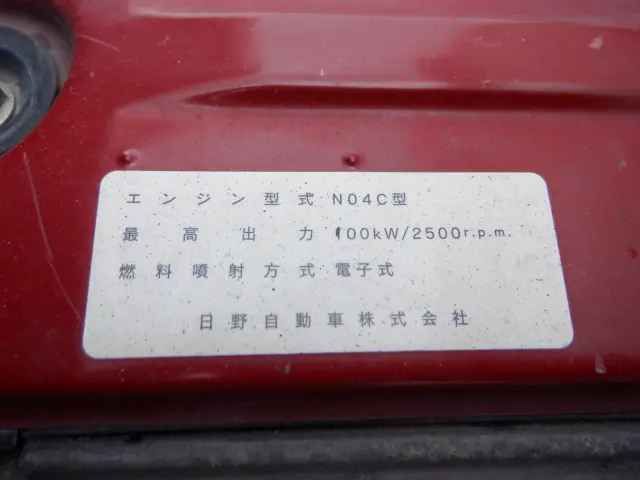 エンジン型式 N04C型
最高出力 100kW/2500r.p.m.
燃料噴射方式 電子式
日野自動車株式会社